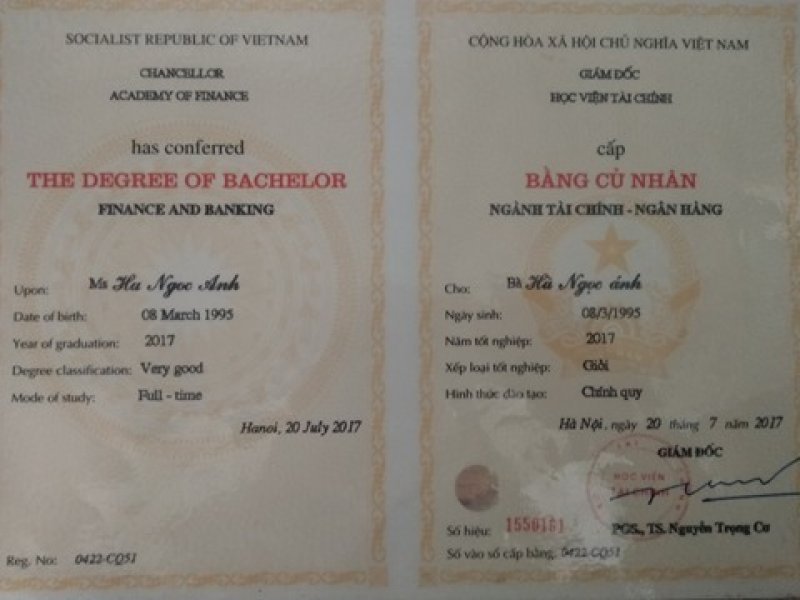 SOCIALIST REPUBLIC OF VIETNAM
CHANCELLOR
ACADEMY OF FINANCE
has conferred
THE DEGREE OF BACHELOR
FINANCE AND BANKING
Upon: Ms Ha Ngoc Anh
Date of birth: 08 March 1995
Year of graduation: 2017
Degree classification: Very good
Mode of study: Full - time
Hanoi, 20 July 2017
Reg. No: 0422-CQ51
CỘNG HÒA XÃ HỘI CHỦ NGHĨA VIỆT NAM
GIÁM ĐỐC
HỌC VIỆN TÀI CHÍNH
cấp
BẰNG CỬ NHÂN
NGÀNH TÀI CHÍNH - NGÂN HÀNG
Cho: Bà Hà Ngọc ánh
Ngày sinh: 08/3/1995
Năm tốt nghiệp: 2017
Xếp loại tốt nghiệp: Giỏi
Hình thức đào tạo: Chính quy
Hà Nội, ngày 20 tháng 7 năm 2017
GIÁM ĐỐC
HỌC VIỆN
TÀI CHÍNH
Số hiệu: 1550161
PGS., TS. Nguyễn Trọng Cơ
Số vào sổ cấp bằng, 0422-CQ51